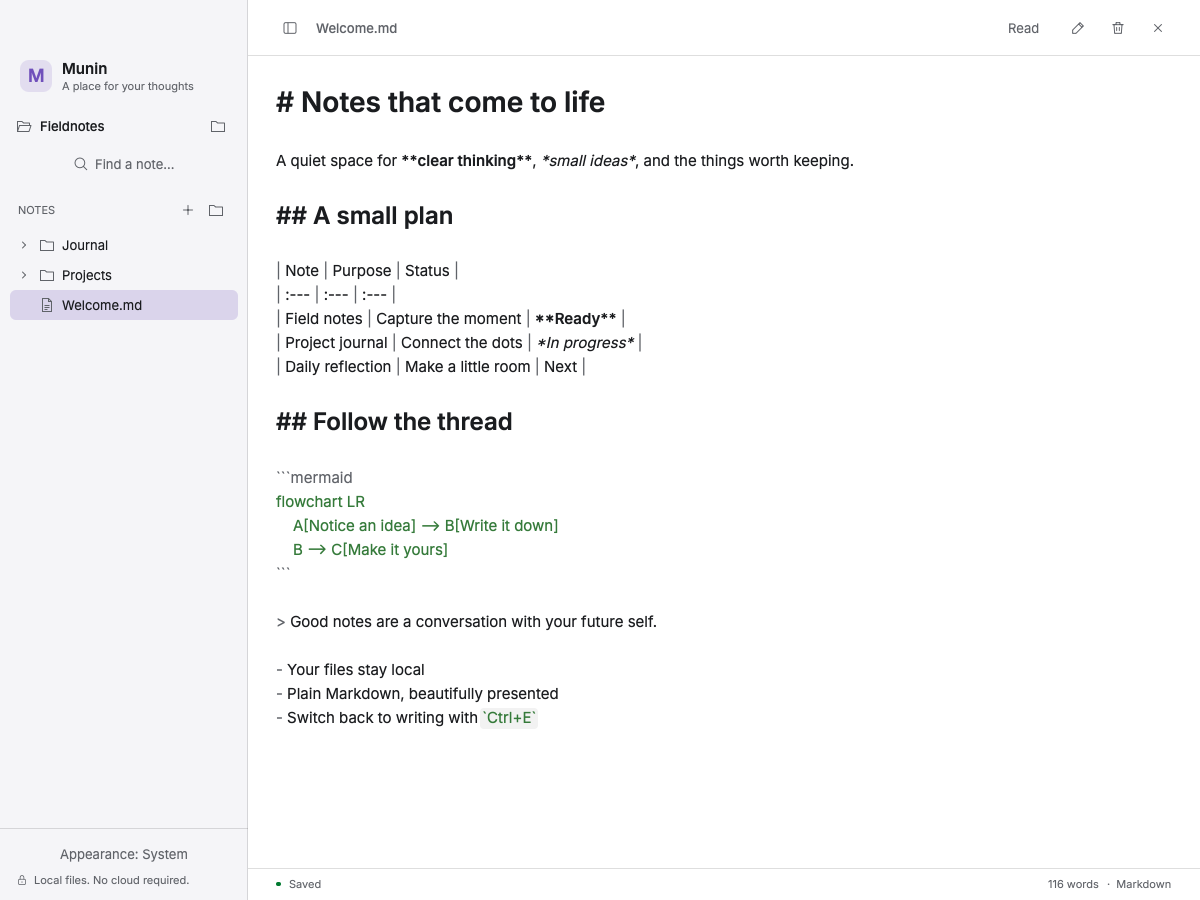 M
Munin
A place for your thoughts
Fieldnotes
Find a note...
NOTES
Journal
Projects
Welcome.md
Appearance: System
Local files. No cloud required.
Welcome.md
Read
# Notes that come to life
A quiet space for **clear thinking**, *small ideas*, and the things worth keeping.
## A small plan
| Note | Purpose | Status |
| :--- | :--- | :--- |
| Field notes | Capture the moment | **Ready** |
| Project journal | Connect the dots | *In progress* |
| Daily reflection | Make a little room | Next |
## Follow the thread
```mermaid
flowchart LR
    A[Notice an idea] --> B[Write it down]
    B --> C[Make it yours]
```
> Good notes are a conversation with your future self.
- Your files stay local
- Plain Markdown, beautifully presented
- Switch back to writing with `Ctrl+E`
Saved
116 words · Markdown